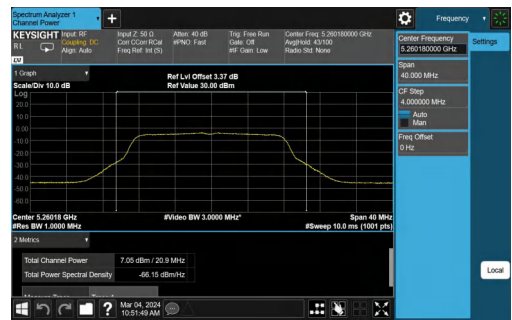 Spectrum Analyzer 1
Channel Power
+
Frequency
KEYSIGHT
RL
Input: RF
Coupling: DC
Align: Auto
Input Z: 50 Ω
Corr CCorr RCal
Freq Ref: Int (S)
Atten: 40 dB
#PNO: Fast
Trig: Free Run
Gate: Off
#IF Gain: Low
Center Freq: 5.260180000 GHz
Avg|Hold: 43/100
Radio Std: None
LV
1 Graph
Scale/Div 10.0 dB
Ref Lvl Offset 3.37 dB
Ref Value 30.00 dBm
Log
20.0
10.0
0.00
-10.0
-20.0
-30.0
-40.0
-50.0
-60.0
Center 5.26018 GHz
#Res BW 1.0000 MHz
#Video BW 3.0000 MHz*
Span 40 MHz
#Sweep 10.0 ms (1001 pts)
2 Metrics
Total Channel Power 7.05 dBm / 20.9 MHz
Total Power Spectral Density -66.15 dBm/Hz
?
Mar 04, 2024
10:51:49 AM
Center Frequency
5.260180000 GHz
Settings
Span
40.000 MHz
CF Step
4.000000 MHz
Auto
Man
Freq Offset
0 Hz
Local